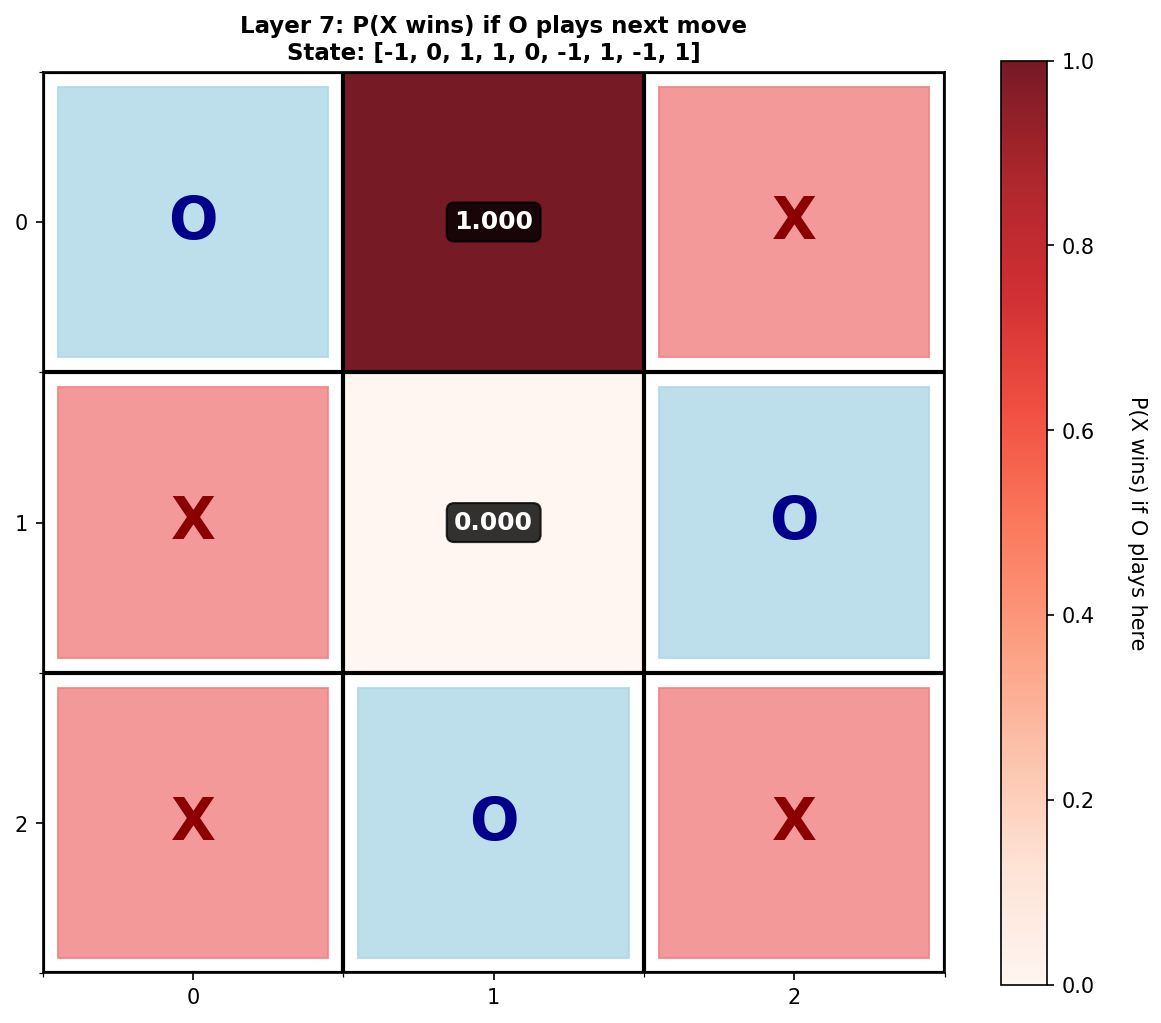 Layer 7: P(X wins) if O plays next move
State: [-1, 0, 1, 1, 0, -1, 1, -1, 1]
0
O
1.000
X
1
X
0.000
O
2
X
O
X
0
1
2
1.0
0.8
0.6
0.4
0.2
0.0
P(X wins) if O plays here